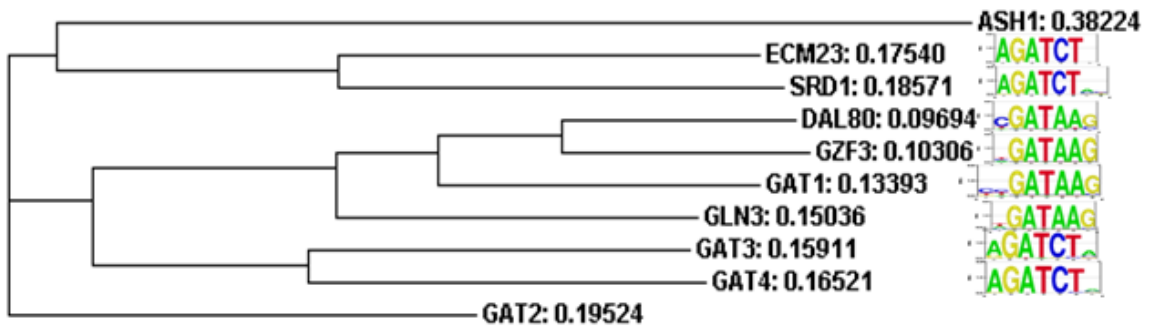 ASH1: 0.38224
ECM23: 0.17540 AGATCT
SRD1: 0.18571 AGATCT
DAL80: 0.09694 CGATAAG
GZF3: 0.10306 GATAAG
GAT1: 0.13393 GATAAG
GLN3: 0.15036 GATAAG
GAT3: 0.15911 AGATCT
GAT4: 0.16521 AGATCT
GAT2: 0.19524